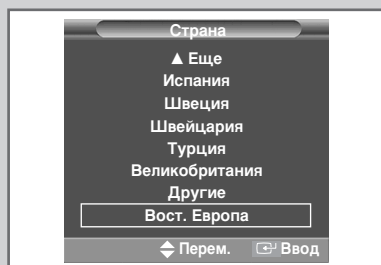 Страна
▲ Еще
Испания
Швеция
Швейцария
Турция
Великобритания
Другие
Вост. Европа
Перем. Ввод